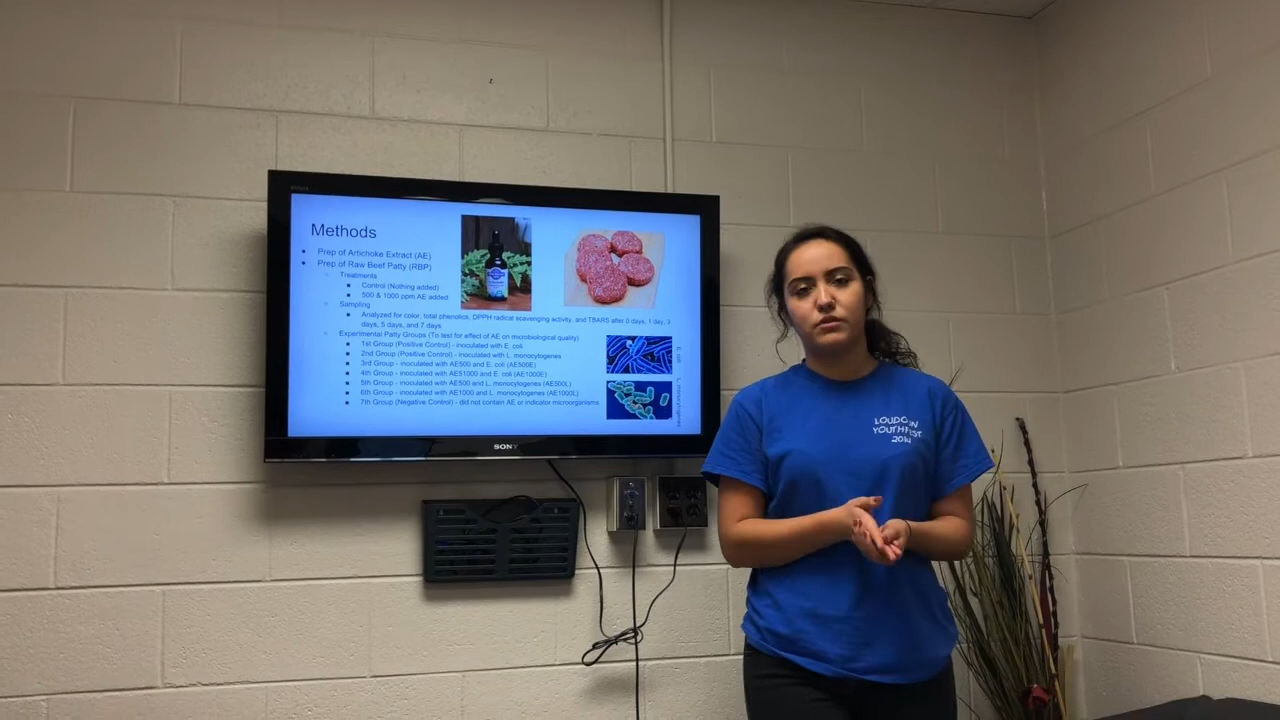 Methods
Prep of Artichoke Extract (AE)
Prep of Raw Beef Patty (RBP)
Treatments
Control (Nothing added)
500 & 1000 ppm AE added
Sampling
Analyzed for color, total phenolics, DPPH radical scavenging activity, and TBARS after 0 days, 1 day, 3
days, 5 days, and 7 days
Experimental Patty Groups (To test for effect of AE on microbiological quality)
1st Group (Positive Control) - inoculated with E. coli
2nd Group (Positive Control) - inoculated with L. monocytogenes
3rd Group - inoculated with AE500 and E. coli (AE500E)
4th Group - inoculated with AE51000 and E. coli (AE1000E)
5th Group - inoculated with AE500 and L. monocytogenes (AE500L)
6th Group - inoculated with AE1000 and L. monocytogenes (AE1000L)
7th Group (Negative Control) - did not contain AE or indicator microorganisms
E. coli
L. monocytogenes
SONY
LOUDOUN
YOUTHFEST